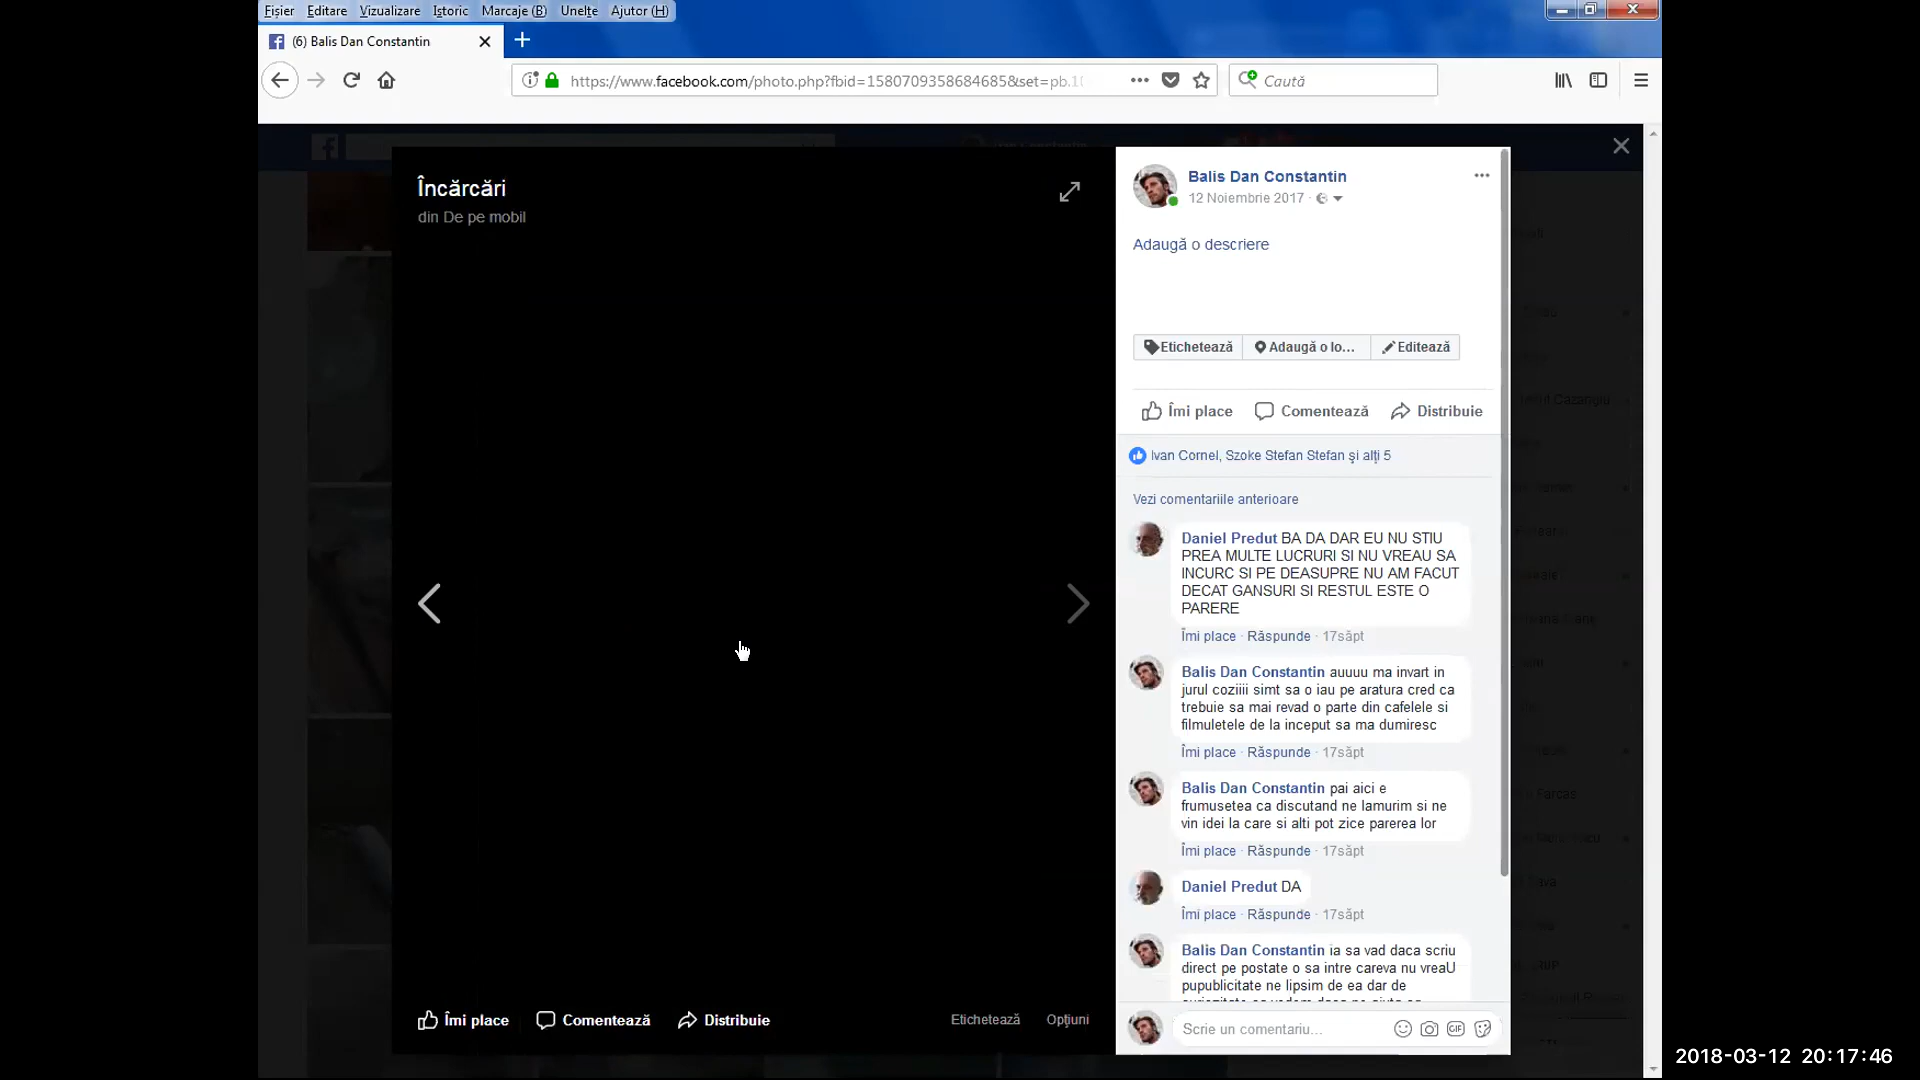 Fișier Editare Vizualizare Istoric Marcaje (B) Unelte Ajutor (H)
(6) Balis Dan Constantin
https://www.facebook.com/photo.php?fbid=1580709358684685&set=pb.10
Caută
Încărcări
din De pe mobil
Balis Dan Constantin
12 Noiembrie 2017
Adaugă o descriere
Etichetează Adaugă o lo... Editează
Îmi place Comentează Distribuie
Ivan Cornel, Szoke Stefan Stefan și alți 5
Vezi comentariile anterioare
Daniel Predut BA DA DAR EU NU STIU
PREA MULTE LUCRURI SI NU VREAU SA
INCURC SI PE DEASUPRE NU AM FACUT
DECAT GANSURI SI RESTUL ESTE O
PARERE
Îmi place · Răspunde · 17săpt
Balis Dan Constantin auuuu ma invart in
jurul coziiii simt sa o iau pe aratura cred ca
trebuie sa mai revad o parte din cafelele si
filmuletele de la inceput sa ma dumiresc
Îmi place · Răspunde · 17săpt
Balis Dan Constantin pai aici e
frumusetea ca discutand ne lamurim si ne
vin idei la care si alti pot zice parerea lor
Îmi place · Răspunde · 17săpt
Daniel Predut DA
Îmi place · Răspunde · 17săpt
Balis Dan Constantin ia sa vad daca scriu
direct pe postate o sa intre careva nu vreaU
pupublicitate ne lipsim de ea dar de
Scrie un comentariu...
GIF
Îmi place Comentează Distribuie
Etichetează Opțiuni
2018-03-12 20:17:46